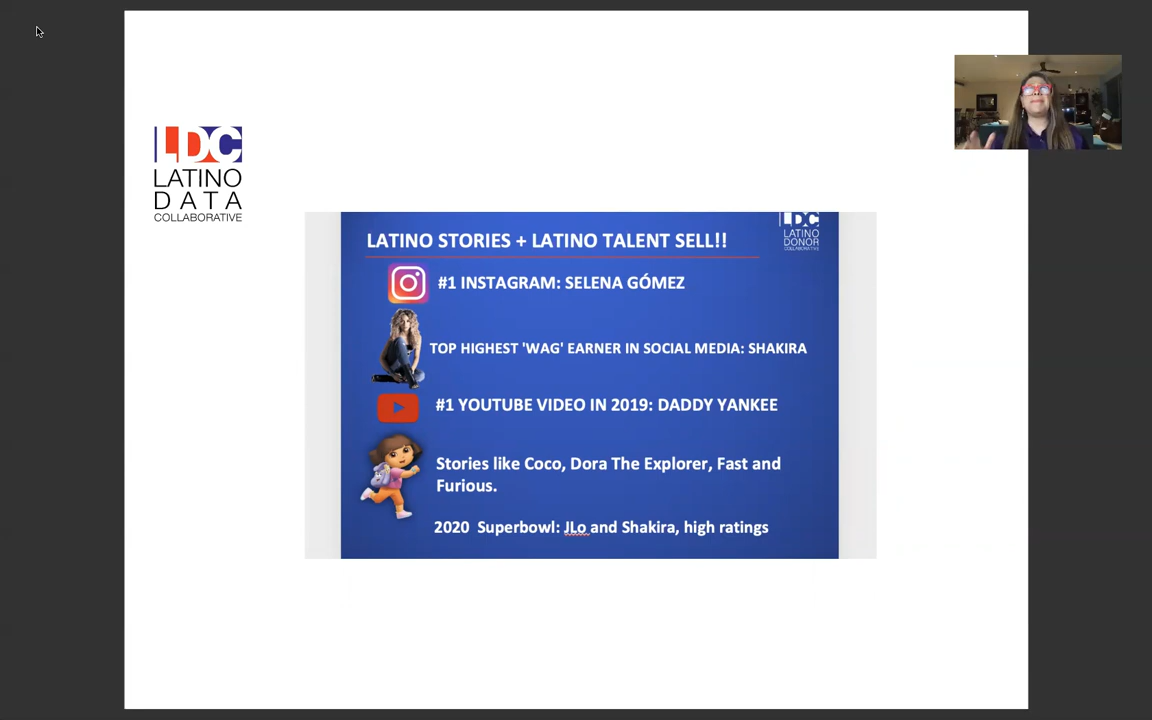 LDC
LATINO
DATA
COLLABORATIVE
LDC
LATINO
DONOR
COLLABORATIVE
LATINO STORIES + LATINO TALENT SELL!!
#1 INSTAGRAM: SELENA GÓMEZ
TOP HIGHEST 'WAG' EARNER IN SOCIAL MEDIA: SHAKIRA
#1 YOUTUBE VIDEO IN 2019: DADDY YANKEE
Stories like Coco, Dora The Explorer, Fast and
Furious.
2020 Superbowl: JLo and Shakira, high ratings